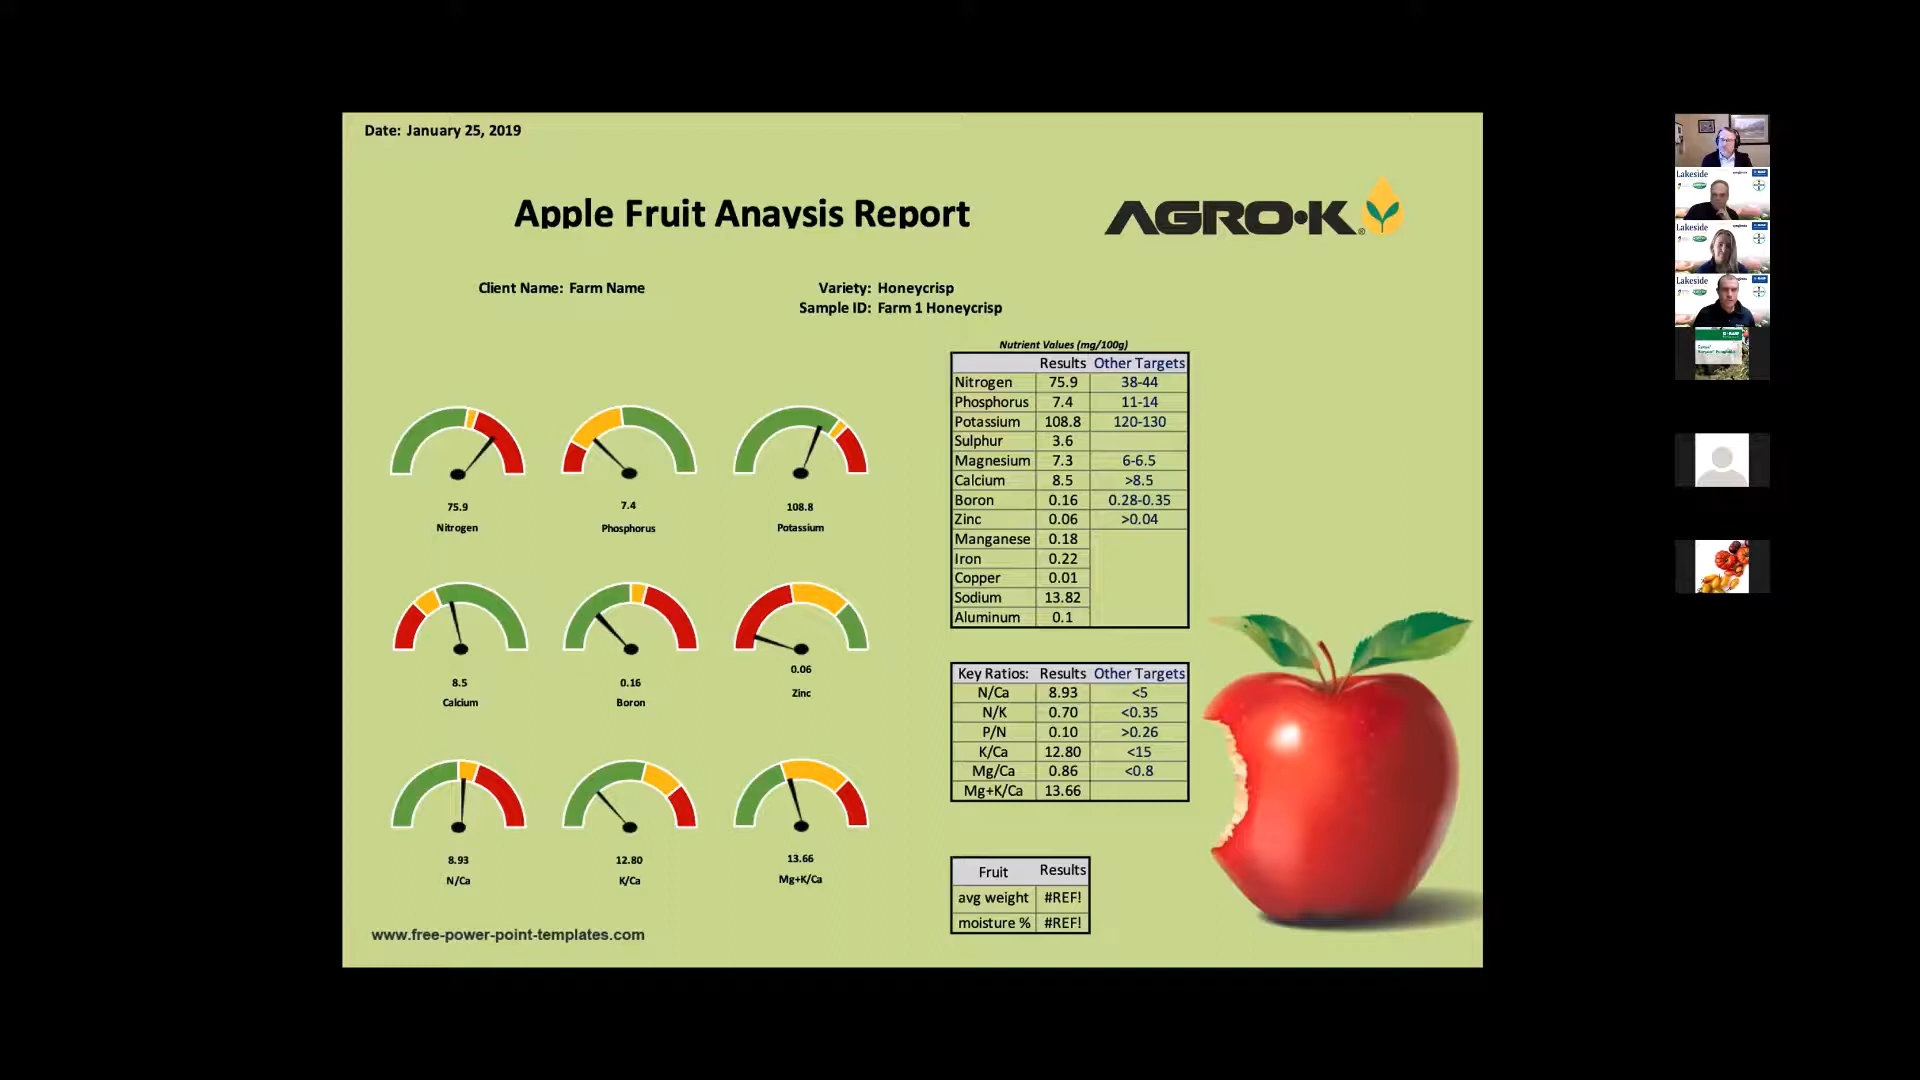 Date: January 25, 2019
Apple Fruit Anaysis Report
AGRO•K®
Client Name: Farm Name
Variety: Honeycrisp
Sample ID: Farm 1 Honeycrisp
Nutrient Values (mg/100g)
Results Other Targets
Nitrogen 75.9 38-44
Phosphorus 7.4 11-14
Potassium 108.8 120-130
Sulphur 3.6
Magnesium 7.3 6-6.5
Calcium 8.5 >8.5
Boron 0.16 0.28-0.35
Zinc 0.06 >0.04
Manganese 0.18
Iron 0.22
Copper 0.01
Sodium 13.82
Aluminum 0.1
75.9
Nitrogen
7.4
Phosphorus
108.8
Potassium
8.5
Calcium
0.16
Boron
0.06
Zinc
8.93
N/Ca
12.80
K/Ca
13.66
Mg+K/Ca
Key Ratios: Results Other Targets
N/Ca 8.93 <5
N/K 0.70 <0.35
P/N 0.10 >0.26
K/Ca 12.80 <15
Mg/Ca 0.86 <0.8
Mg+K/Ca 13.66
Fruit Results
avg weight #REF!
moisture % #REF!
www.free-power-point-templates.com
Lakeside
Lakeside
Lakeside